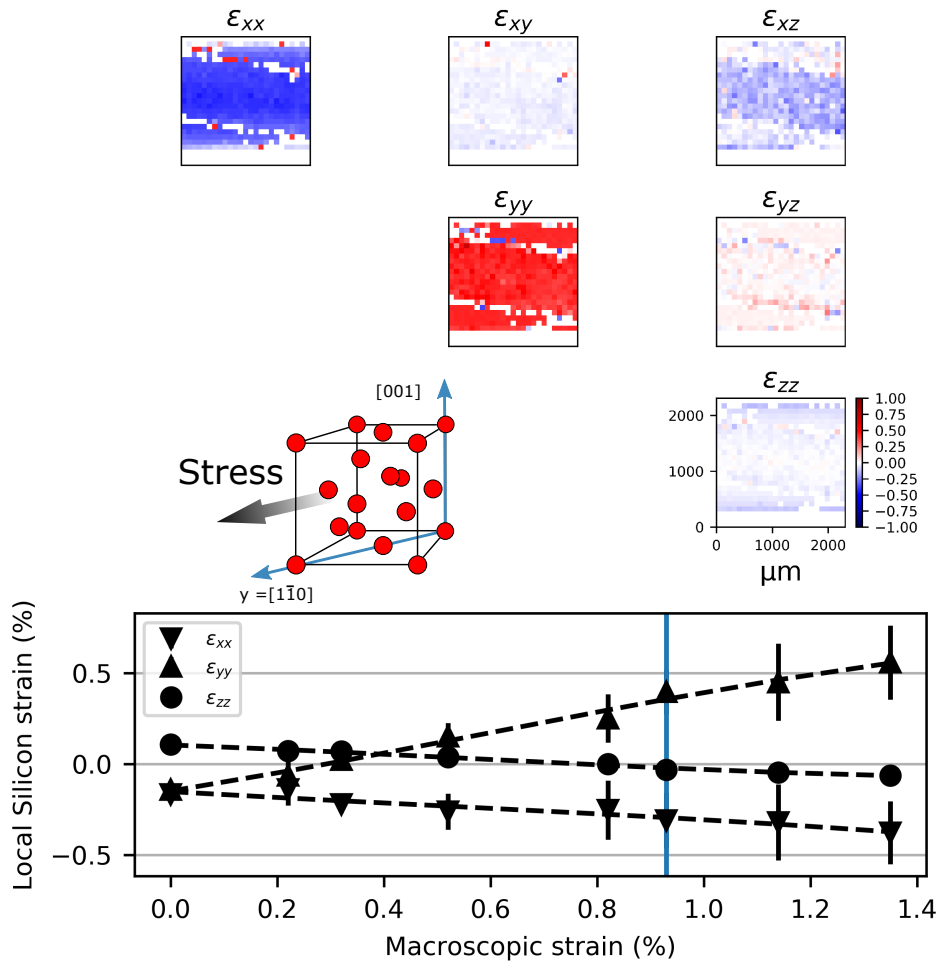 εxx
εxy
εxz
εyy
εyz
εzz
2000
1000
0
0
1000
2000
μm
1.00
0.75
0.50
0.25
0.00
−0.25
−0.50
−0.75
−1.00
[001]
Stress
y =[11̅0]
εxx
εyy
εzz
Local Silicon strain (%)
0.5
0.0
−0.5
0.0
0.2
0.4
0.6
0.8
1.0
1.2
1.4
Macroscopic strain (%)